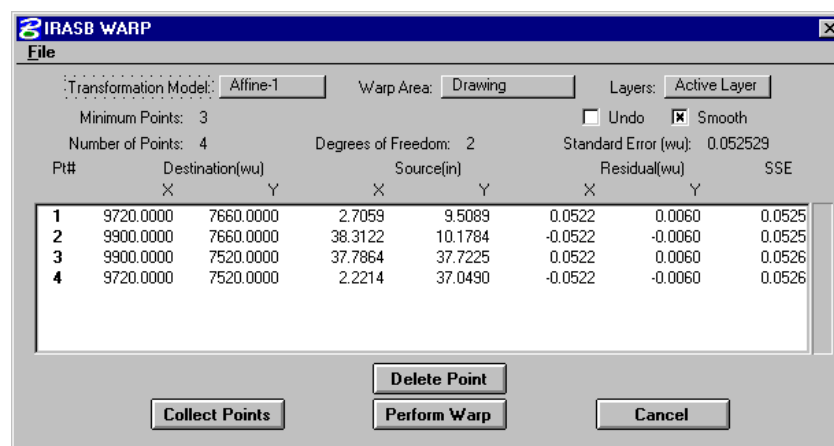 IRASB WARP
File
Transformation Model: Affine-1 Warp Area: Drawing Layers: Active Layer
Minimum Points: 3 Undo Smooth
Number of Points: 4 Degrees of Freedom: 2 Standard Error (wu): 0.052529
Pt# Destination(wu) Source(in) Residual(wu) SSE
X Y X Y X Y
1 9720.0000 7660.0000 2.7059 9.5089 0.0522 0.0060 0.0525
2 9900.0000 7660.0000 38.3122 10.1784 -0.0522 -0.0060 0.0525
3 9900.0000 7520.0000 37.7864 37.7225 0.0522 0.0060 0.0526
4 9720.0000 7520.0000 2.2214 37.0490 -0.0522 -0.0060 0.0526
Delete Point
Collect Points Perform Warp Cancel